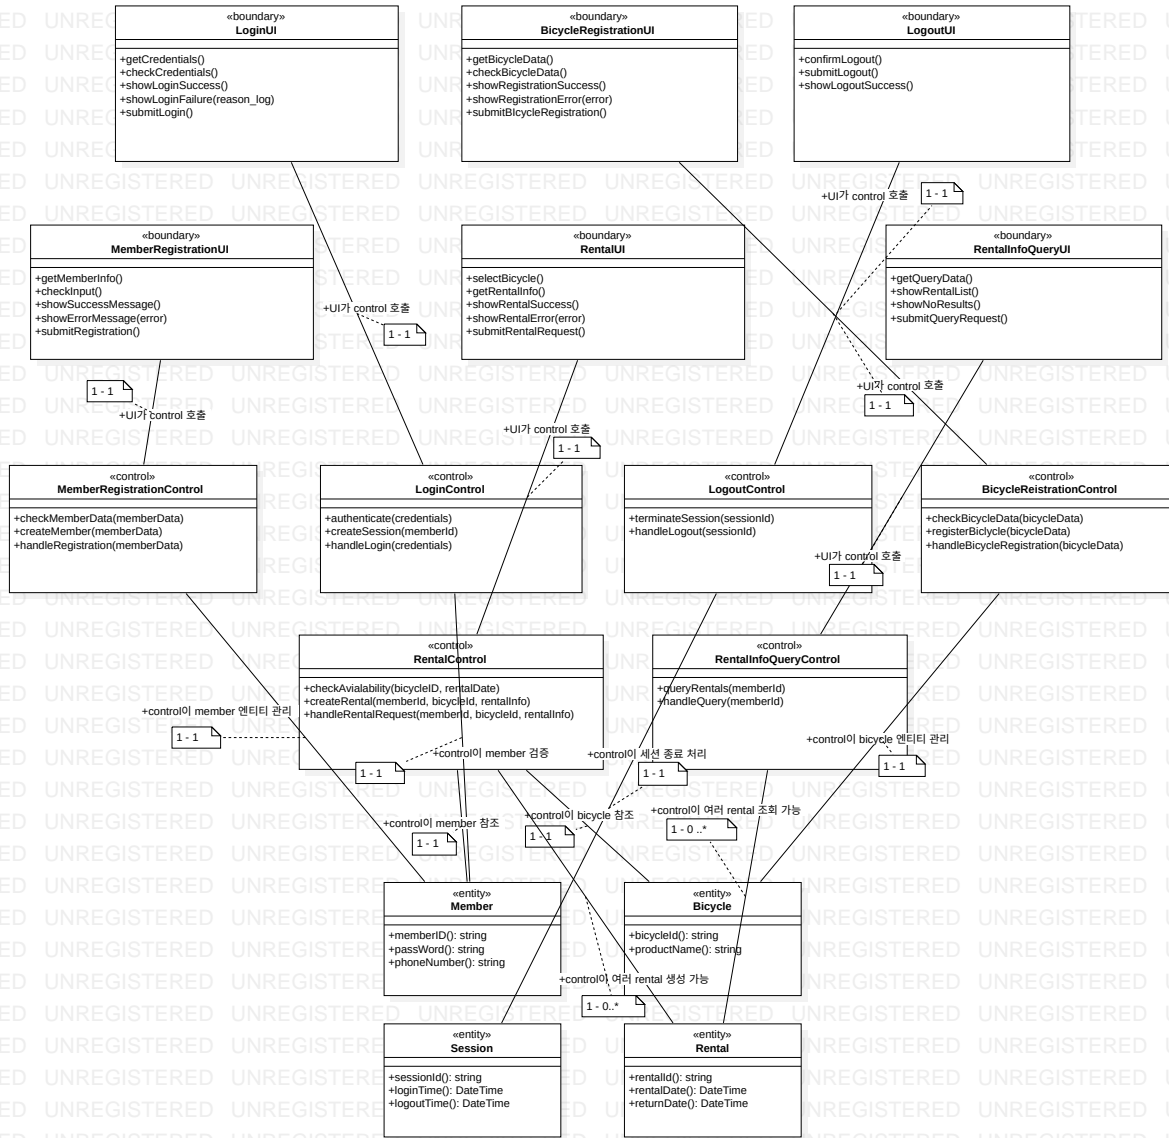 «boundary»
LoginUI
+getCredentials()
+checkCredentials()
+showLoginSuccess()
+showLoginFailure(reason_log)
+submitLogin()
«boundary»
BicycleRegistrationUI
+getBicycleData()
+checkBicycleData()
+showRegistrationSuccess()
+showRegistrationError(error)
+submitBIcycleRegistration()
«boundary»
LogoutUI
+confirmLogout()
+submitLogout()
+showLogoutSuccess()
+UI가 control 호출
1 - 1
«boundary»
MemberRegistrationUI
+getMemberInfo()
+checkInput()
+showSuccessMessage()
+showErrorMessage(error)
+submitRegistration()
«boundary»
RentalUI
+selectBicycle()
+getRentalInfo()
+showRentalSuccess()
+showRentalError(error)
+submitRentalRequest()
«boundary»
RentalInfoQueryUI
+getQueryData()
+showRentalList()
+showNoResults()
+submitQueryRequest()
+UI가 control 호출
1 - 1
1 - 1
+UI가 control 호출
+UI가 control 호출
1 - 1
+UI가 control 호출
1 - 1
«control»
MemberRegistrationControl
+checkMemberData(memberData)
+createMember(memberData)
+handleRegistration(memberData)
«control»
LoginControl
+authenticate(credentials)
+createSession(memberId)
+handleLogin(credentials)
«control»
LogoutControl
+terminateSession(sessionId)
+handleLogout(sessionId)
«control»
BicycleReistrationControl
+checkBicycleData(bicycleData)
+registerBiclycle(bicycleData)
+handleBicycleRegistration(bicycleData)
+UI가 control 호출
1 - 1
«control»
RentalControl
+checkAvialability(bicycleID, rentalDate)
+createRental(memberId, bicycleId, rentalInfo)
+handleRentalRequest(memberId, bicycleId, rentalInfo)
«control»
RentalInfoQueryControl
+queryRentals(memberId)
+handleQuery(memberId)
+control이 member 엔티티 관리
1 - 1
+control이 member 검증
1 - 1
+control이 세션 종료 처리
1 - 1
+control이 bicycle 엔티티 관리
1 - 1
+control이 member 참조
1 - 1
+control이 bicycle 참조
1 - 1
+control이 여러 rental 조회 가능
1 - 0 ..*
«entity»
Member
+memberID(): string
+passWord(): string
+phoneNumber(): string
«entity»
Bicycle
+bicycleId(): string
+productName(): string
+control이 여러 rental 생성 가능
1 - 0..*
«entity»
Session
+sessionId(): string
+loginTime(): DateTime
+logoutTime(): DateTime
«entity»
Rental
+rentalId(): string
+rentalDate(): DateTime
+returnDate(): DateTime